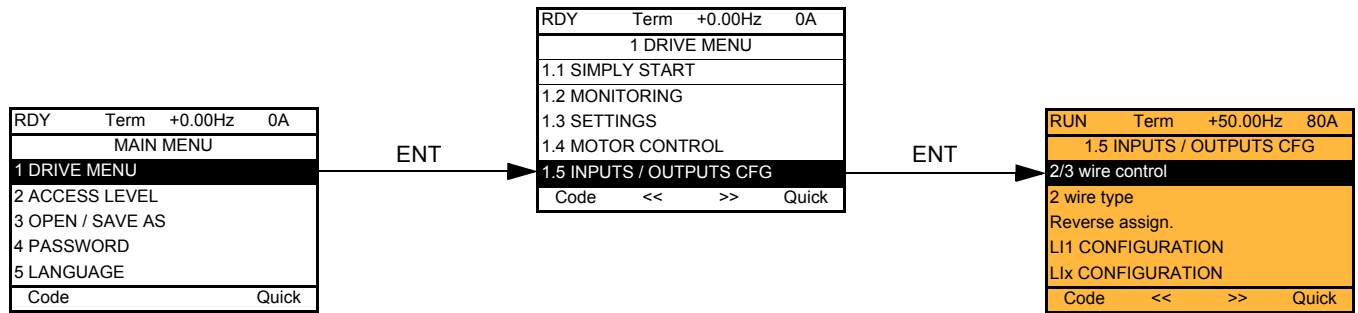 RDY Term +0.00Hz 0A
MAIN MENU
1 DRIVE MENU
2 ACCESS LEVEL
3 OPEN / SAVE AS
4 PASSWORD
5 LANGUAGE
Code Quick
ENT
RDY Term +0.00Hz 0A
1 DRIVE MENU
1.1 SIMPLY START
1.2 MONITORING
1.3 SETTINGS
1.4 MOTOR CONTROL
1.5 INPUTS / OUTPUTS CFG
Code << >> Quick
ENT
RUN Term +50.00Hz 80A
1.5 INPUTS / OUTPUTS CFG
2/3 wire control
2 wire type
Reverse assign.
LI1 CONFIGURATION
LIx CONFIGURATION
Code << >> Quick